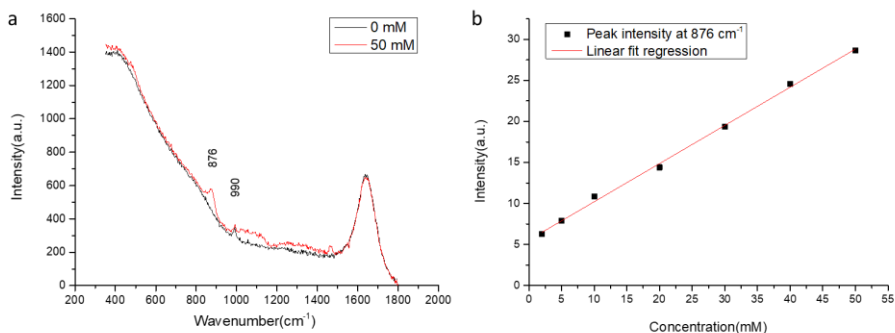 a
0 mM
50 mM
1600
1400
1200
1000
800
600
400
200
0
Intensity(a.u.)
876
990
200 400 600 800 1000 1200 1400 1600 1800 2000
Wavenumber(cm⁻¹)
b
Peak intensity at 876 cm⁻¹
Linear fit regression
30
25
20
15
10
5
0
Intensity(a.u.)
0 5 10 15 20 25 30 35 40 45 50 55
Concentration(mM)